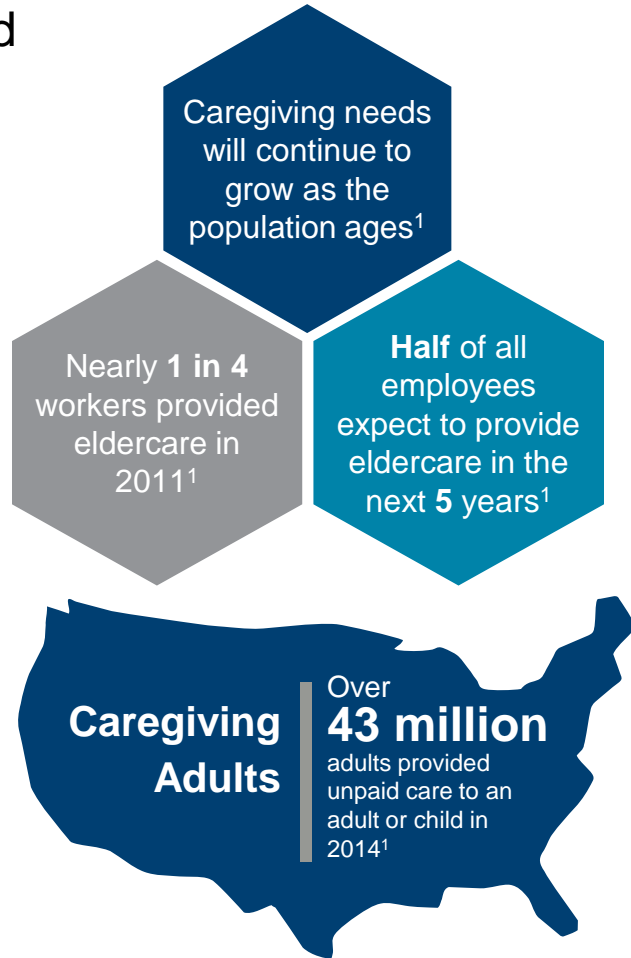 d
Caregiving needs
will continue to
grow as the
population ages¹
Nearly 1 in 4
workers provided
eldercare in
2011¹
Half of all
employees
expect to provide
eldercare in the
next 5 years¹
Caregiving
Adults
Over
43 million
adults provided
unpaid care to an
adult or child in
2014¹